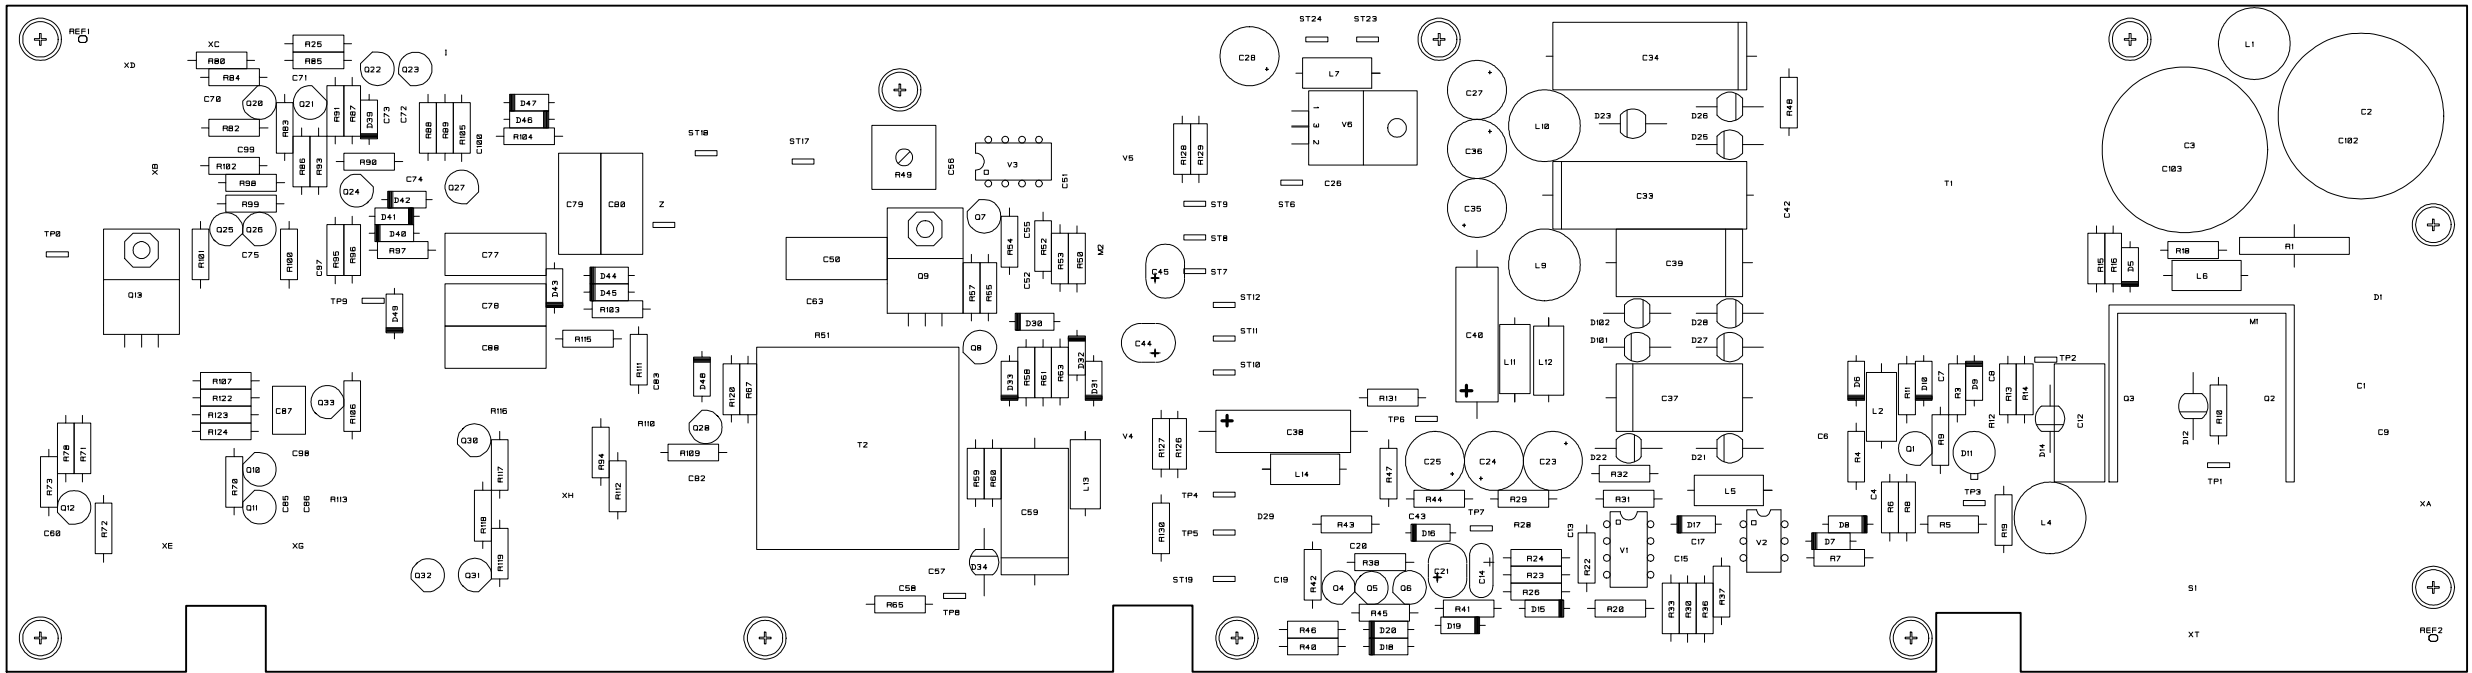 REF1
XD
XC
R80
R84
C70
R82
C99
R102
R98
R99
XB
R25
R85
C71
Q20
Q21
R83
R91
R87
D39
C73
C72
Q22
Q23
I
R86
R93
R90
R88
R89
R105
C100
D47
D46
R104
Q24
C74
Q27
D42
D41
D40
R97
Q25
Q26
R101
C75
R100
C97
R95
R96
TP0
Q13
TP9
D49
C77
C78
C88
D43
C79
C80
Z
ST18
D44
D45
R103
R115
R111
C83
D48
R120
R67
ST17
R49
C56
V3
C51
C50
C63
Q9
Q7
R54
C55
R52
R53
R50
M2
C52
R57
R55
D30
R51
Q8
D33
R58
R61
R63
D32
D31
T2
R107
R122
R123
R124
C87
Q33
R106
R116
Q30
R117
R118
R119
Q32
Q31
XH
R94
R112
R110
Q28
R109
C82
R78
R71
R73
Q12
R72
C60
XE
R70
Q10
Q11
C98
C85
C86
R113
XG
R59
R60
C59
L13
D34
C57
C58
R65
TP8
ST24
ST23
C28
L7
V6
1
3
2
V5
R128
R129
ST6
C26
ST9
ST8
ST7
C45
C44
ST12
ST11
ST10
V4
R127
R126
R130
C27
C36
C35
L10
L9
C34
C33
C39
C37
D23
D26
D25
R48
C42
C40
L11
L12
D102
D101
D28
D27
R131
TP6
C38
L14
R47
C25
C24
C23
D22
D21
R32
R44
R29
R31
L5
TP4
TP5
ST19
D29
R43
C43
D16
TP7
R28
C13
V1
D17
C17
V2
C20
R38
C19
R42
Q4
Q5
Q6
C21
C14
R24
R23
R26
R22
C15
R45
R41
D19
D15
R20
R33
R30
R36
R37
R46
R40
D20
D18
T1
L1
C2
C102
C3
C103
R15
R16
D5
R18
L6
R1
D1
M1
TP2
D6
L2
R11
D10
C7
R3
D9
C8
R13
R14
R12
R9
Q1
D11
C6
R4
D14
C12
Q3
D12
R10
Q2
C1
C9
TP1
C4
R6
R8
R5
TP3
R19
L4
D8
D7
R7
XA
S1
XT
REF2